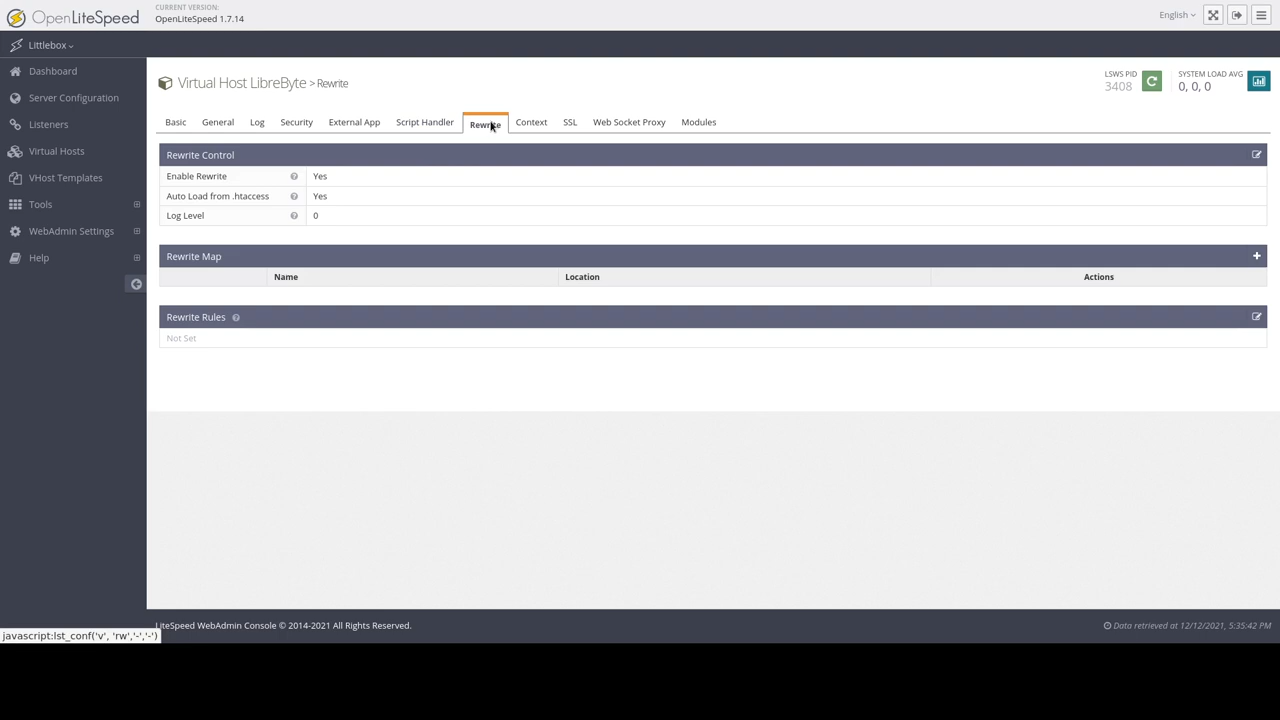 OpenLiteSpeed
CURRENT VERSION:
OpenLiteSpeed 1.7.14
English
Littlebox
Dashboard
Server Configuration
Listeners
Virtual Hosts
VHost Templates
Tools
WebAdmin Settings
Help
Virtual Host LibreByte > Rewrite
LSWS PID
3408
SYSTEM LOAD AVG
0, 0, 0
Basic General Log Security External App Script Handler Rewrite Context SSL Web Socket Proxy Modules
Rewrite Control
Enable Rewrite Yes
Auto Load from .htaccess Yes
Log Level 0
Rewrite Map
Name Location Actions
Rewrite Rules
Not Set
LiteSpeed WebAdmin Console © 2014-2021 All Rights Reserved.
Data retrieved at 12/12/2021, 5:35:42 PM
javascript:lst_conf('v', 'rw','-','-')